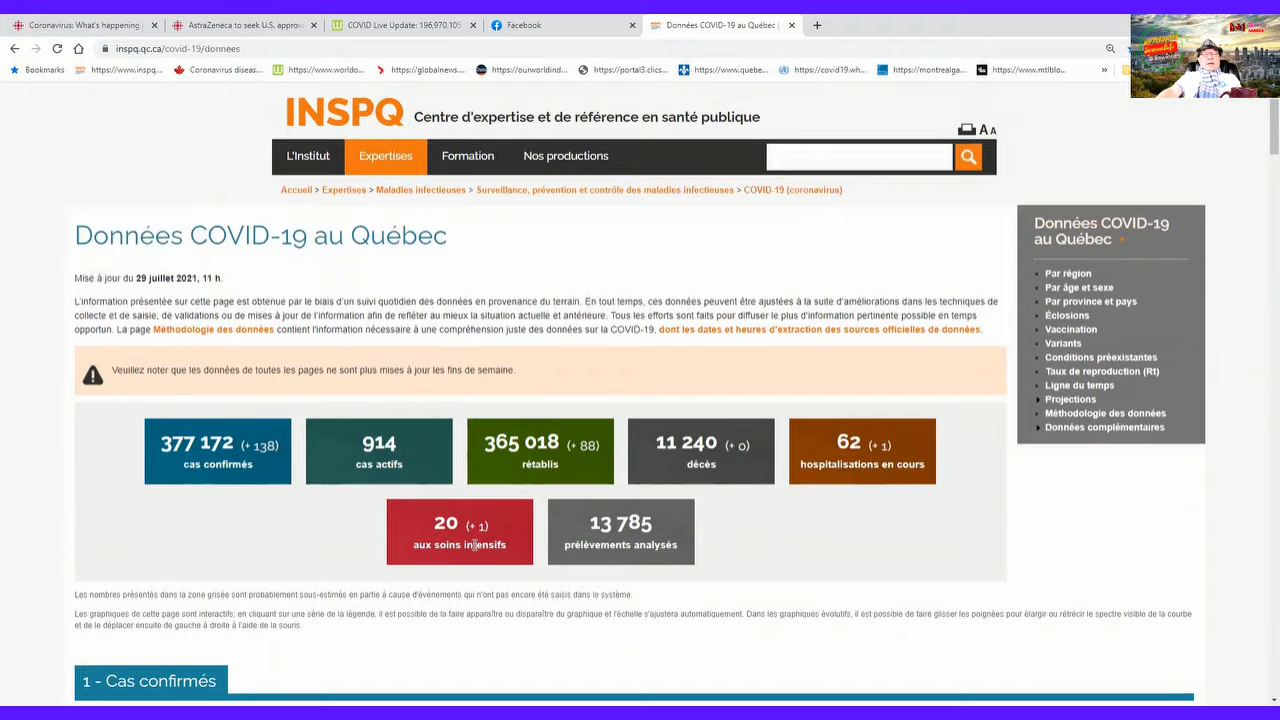 Coronavirus: What's happening
AstraZeneca to seek U.S. approv
COVID Live Update: 196,970,105
Facebook
Données COVID-19 au Québec |
inspq.qc.ca/covid-19/donnees
Bookmarks
https://www.inspq...
Coronavirus diseas...
https://www.worldo...
https://globalnews....
https://ourworldind...
https://portal3.clics...
https://www.quebe...
https://covid19.wh...
https://montrealga...
https://www.mtlblo...
INSPQ
Centre d'expertise et de référence en santé publique
A A
L'Institut
Expertises
Formation
Nos productions
Accueil > Expertises > Maladies infectieuses > Surveillance, prévention et contrôle des maladies infectieuses > COVID-19 (coronavirus)
Données COVID-19 au Québec
Mise à jour du 29 juillet 2021, 11 h.
L'information présentée sur cette page est obtenue par le biais d'un suivi quotidien des données en provenance du terrain. En tout temps, ces données peuvent être ajustées à la suite d'améliorations dans les techniques de
collecte et de saisie, de validations ou de mises à jour de l'information afin de refléter au mieux la situation actuelle et antérieure. Tous les efforts sont faits pour diffuser le plus d'information pertinente possible en temps
opportun. La page Méthodologie des données contient l'information nécessaire à une compréhension juste des données sur la COVID-19, dont les dates et heures d'extraction des sources officielles de données.
Veuillez noter que les données de toutes les pages ne sont plus mises à jour les fins de semaine.
377 172 (+ 138)
cas confirmés
914
cas actifs
365 018 (+ 88)
rétablis
11 240 (+ 0)
décès
62 (+ 1)
hospitalisations en cours
20 (+ 1)
aux soins intensifs
13 785
prélèvements analysés
Les nombres présentés dans la zone grisée sont probablement sous-estimés en partie à cause d'évènements qui n'ont pas encore été saisis dans le système.
Les graphiques de cette page sont interactifs; en cliquant sur une série de la légende, il est possible de la faire apparaître ou disparaître du graphique et l'échelle s'ajustera automatiquement. Dans les graphiques évolutifs, il est possible de faire glisser les poignées pour élargir ou rétrécir le spectre visible de la courbe
et de le déplacer ensuite de gauche à droite à l'aide de la souris.
1 - Cas confirmés
Données COVID-19
au Québec
Par région
Par âge et sexe
Par province et pays
Éclosions
Vaccination
Variants
Conditions préexistantes
Taux de reproduction (Rt)
Ligne du temps
Projections
Méthodologie des données
Données complémentaires